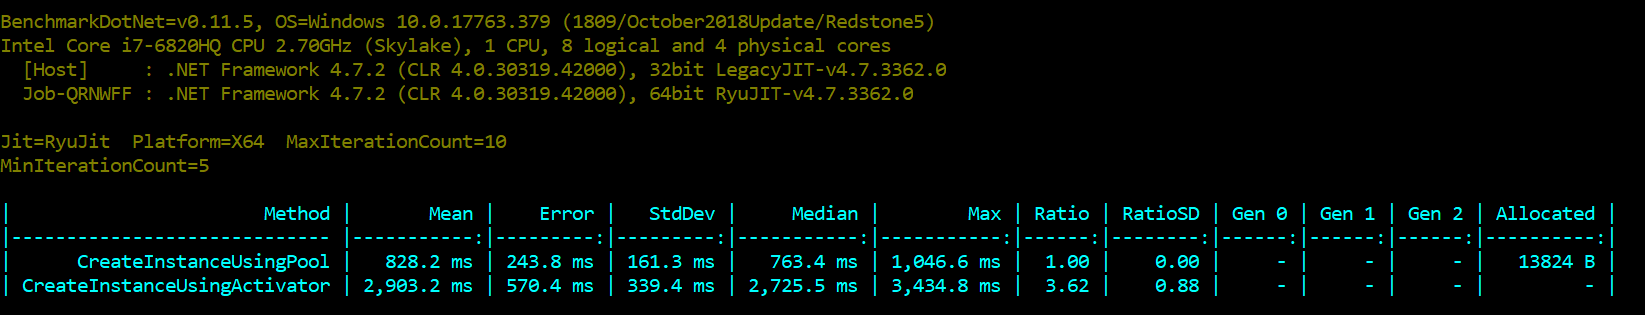 BenchmarkDotNet=v0.11.5, OS=Windows 10.0.17763.379 (1809/October2018Update/Redstone5)
Intel Core i7-6820HQ CPU 2.70GHz (Skylake), 1 CPU, 8 logical and 4 physical cores
  [Host]     : .NET Framework 4.7.2 (CLR 4.0.30319.42000), 32bit LegacyJIT-v4.7.3362.0
  Job-QRNWFF : .NET Framework 4.7.2 (CLR 4.0.30319.42000), 64bit RyuJIT-v4.7.3362.0
Jit=RyuJit  Platform=X64  MaxIterationCount=10
MinIterationCount=5
|                      Method |       Mean |    Error |   StdDev |     Median |        Max | Ratio | RatioSD | Gen 0 | Gen 1 | Gen 2 | Allocated |
|---------------------------- |-----------:|---------:|---------:|-----------:|-----------:|------:|--------:|------:|------:|------:|----------:|
|       CreateInstanceUsingPool |   828.2 ms | 243.8 ms | 161.3 ms |   763.4 ms | 1,046.6 ms |  1.00 |    0.00 |     - |     - |     - |   13824 B |
| CreateInstanceUsingActivator | 2,903.2 ms | 570.4 ms | 339.4 ms | 2,725.5 ms | 3,434.8 ms |  3.62 |    0.88 |     - |     - |     - |         - |